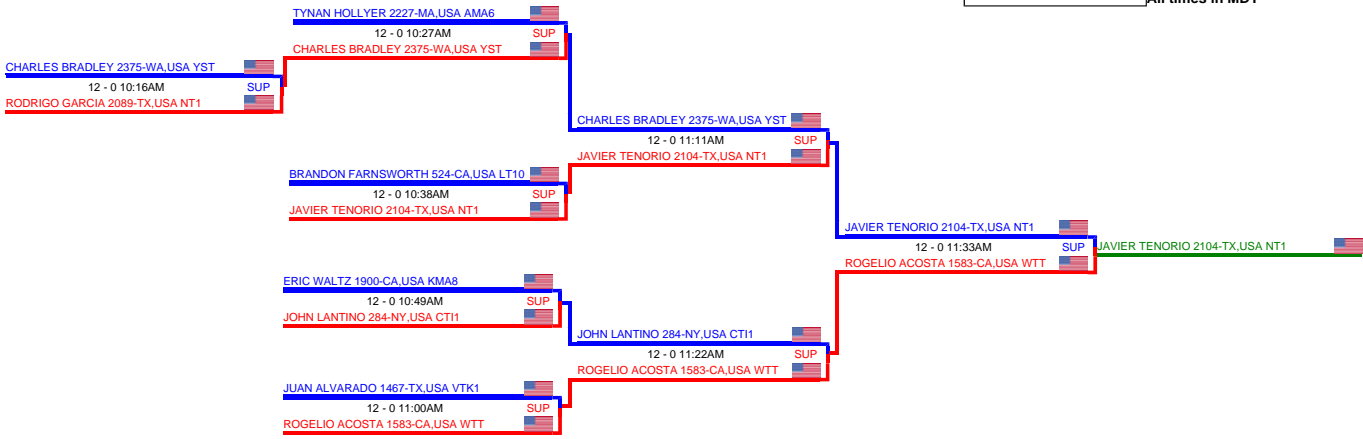 All times in MDT
TYNAN HOLLYER 2227-MA,USA AMA6
12 - 0 10:27AM SUP
CHARLES BRADLEY 2375-WA,USA YST
CHARLES BRADLEY 2375-WA,USA YST
12 - 0 10:16AM SUP
RODRIGO GARCIA 2089-TX,USA NT1
CHARLES BRADLEY 2375-WA,USA YST
12 - 0 11:11AM SUP
JAVIER TENORIO 2104-TX,USA NT1
BRANDON FARNSWORTH 524-CA,USA LT10
12 - 0 10:38AM SUP
JAVIER TENORIO 2104-TX,USA NT1
JAVIER TENORIO 2104-TX,USA NT1
12 - 0 11:33AM SUP
JAVIER TENORIO 2104-TX,USA NT1
ROGELIO ACOSTA 1583-CA,USA WTT
ERIC WALTZ 1900-CA,USA KMA8
12 - 0 10:49AM SUP
JOHN LANTINO 284-NY,USA CTI1
JOHN LANTINO 284-NY,USA CTI1
12 - 0 11:22AM SUP
ROGELIO ACOSTA 1583-CA,USA WTT
JUAN ALVARADO 1467-TX,USA VTK1
12 - 0 11:00AM SUP
ROGELIO ACOSTA 1583-CA,USA WTT